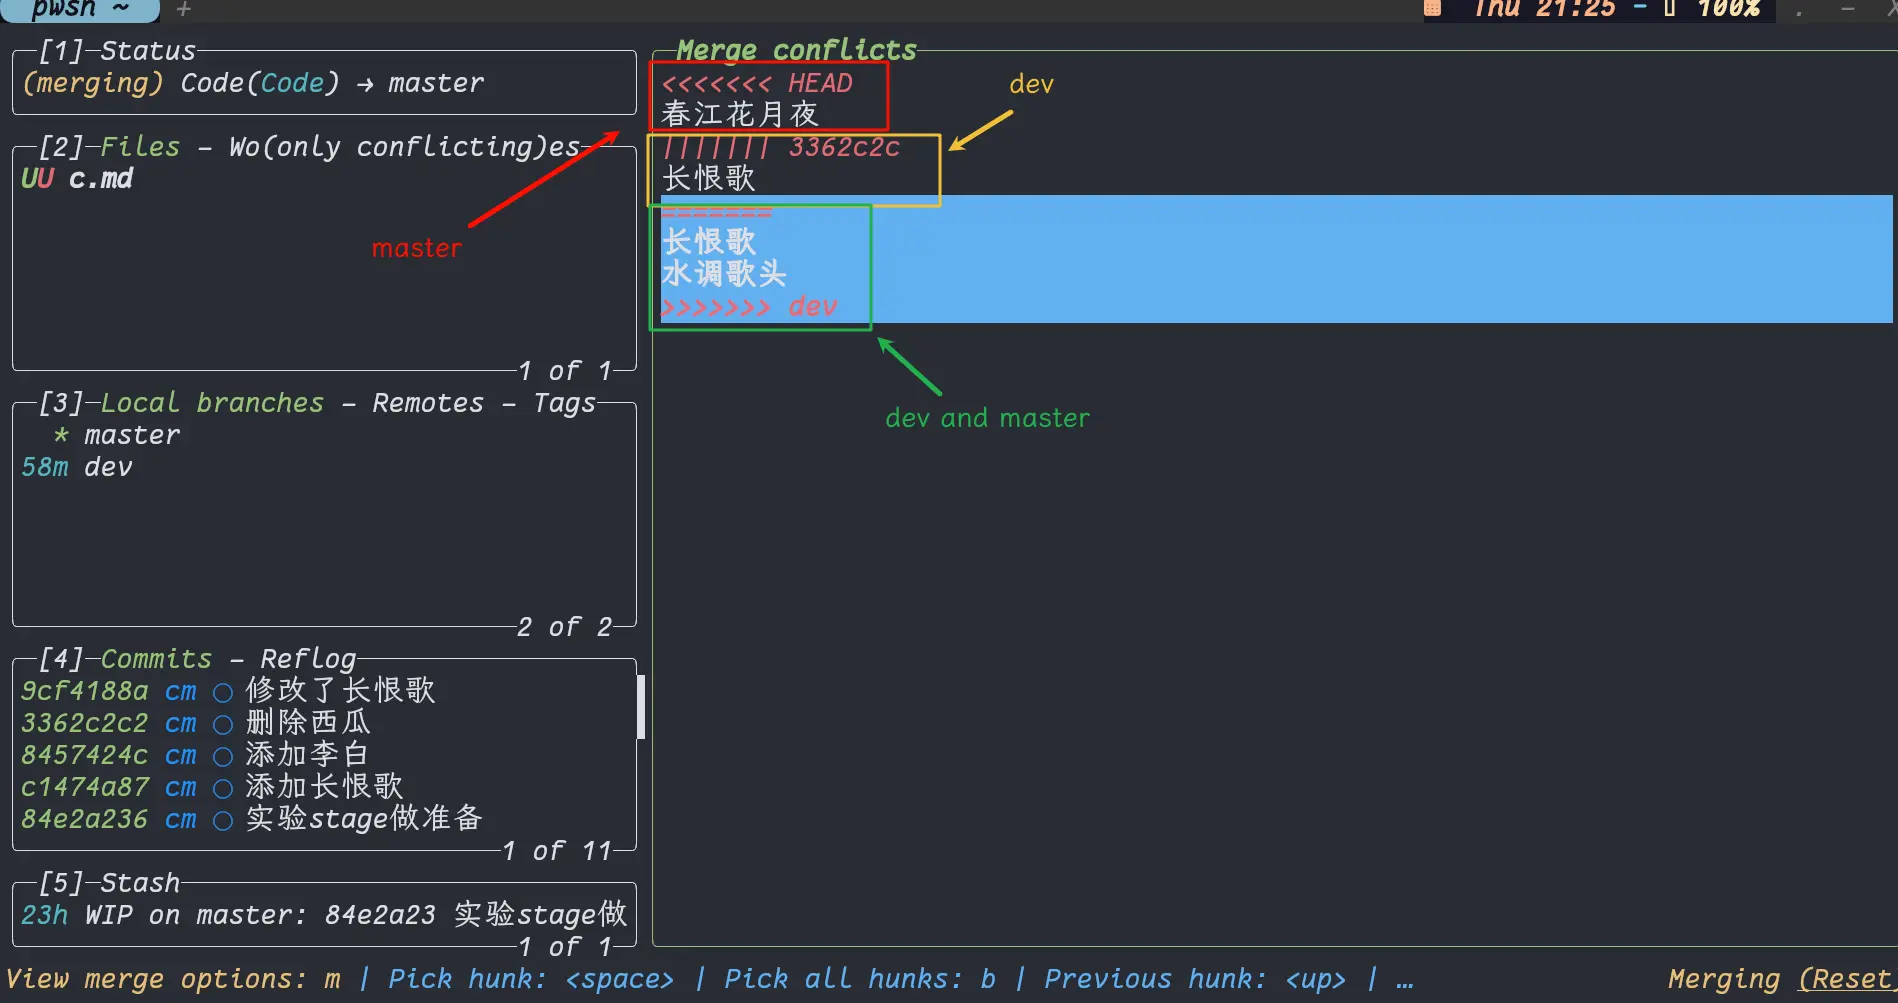 pwsh ~ +
Thu 21:25 - 100%
[1]-Status
(merging) Code(Code) → master
[2]-Files - Wo(only conflicting)es
UU c.md
1 of 1
master
[3]-Local branches - Remotes - Tags
* master
58m dev
2 of 2
[4]-Commits - Reflog
9cf4188a cm ○ 修改了长恨歌
3362c2c2 cm ○ 删除西瓜
8457424c cm ○ 添加李白
c1474a87 cm ○ 添加长恨歌
84e2a236 cm ○ 实验stage做准备
1 of 11
[5]-Stash
23h WIP on master: 84e2a23 实验stage做
1 of 1
Merge conflicts
<<<<<<< HEAD
春江花月夜
||||||| 3362c2c
长恨歌
=======
长恨歌
水调歌头
>>>>>>> dev
dev
dev and master
View merge options: m | Pick hunk: <space> | Pick all hunks: b | Previous hunk: <up> | …
Merging (Reset)